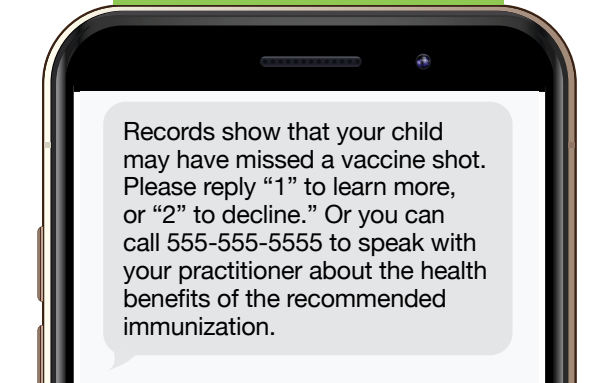 Records show that your child
may have missed a vaccine shot.
Please reply “1” to learn more,
or “2” to decline.” Or you can
call 555-555-5555 to speak with
your practitioner about the health
benefits of the recommended
immunization.